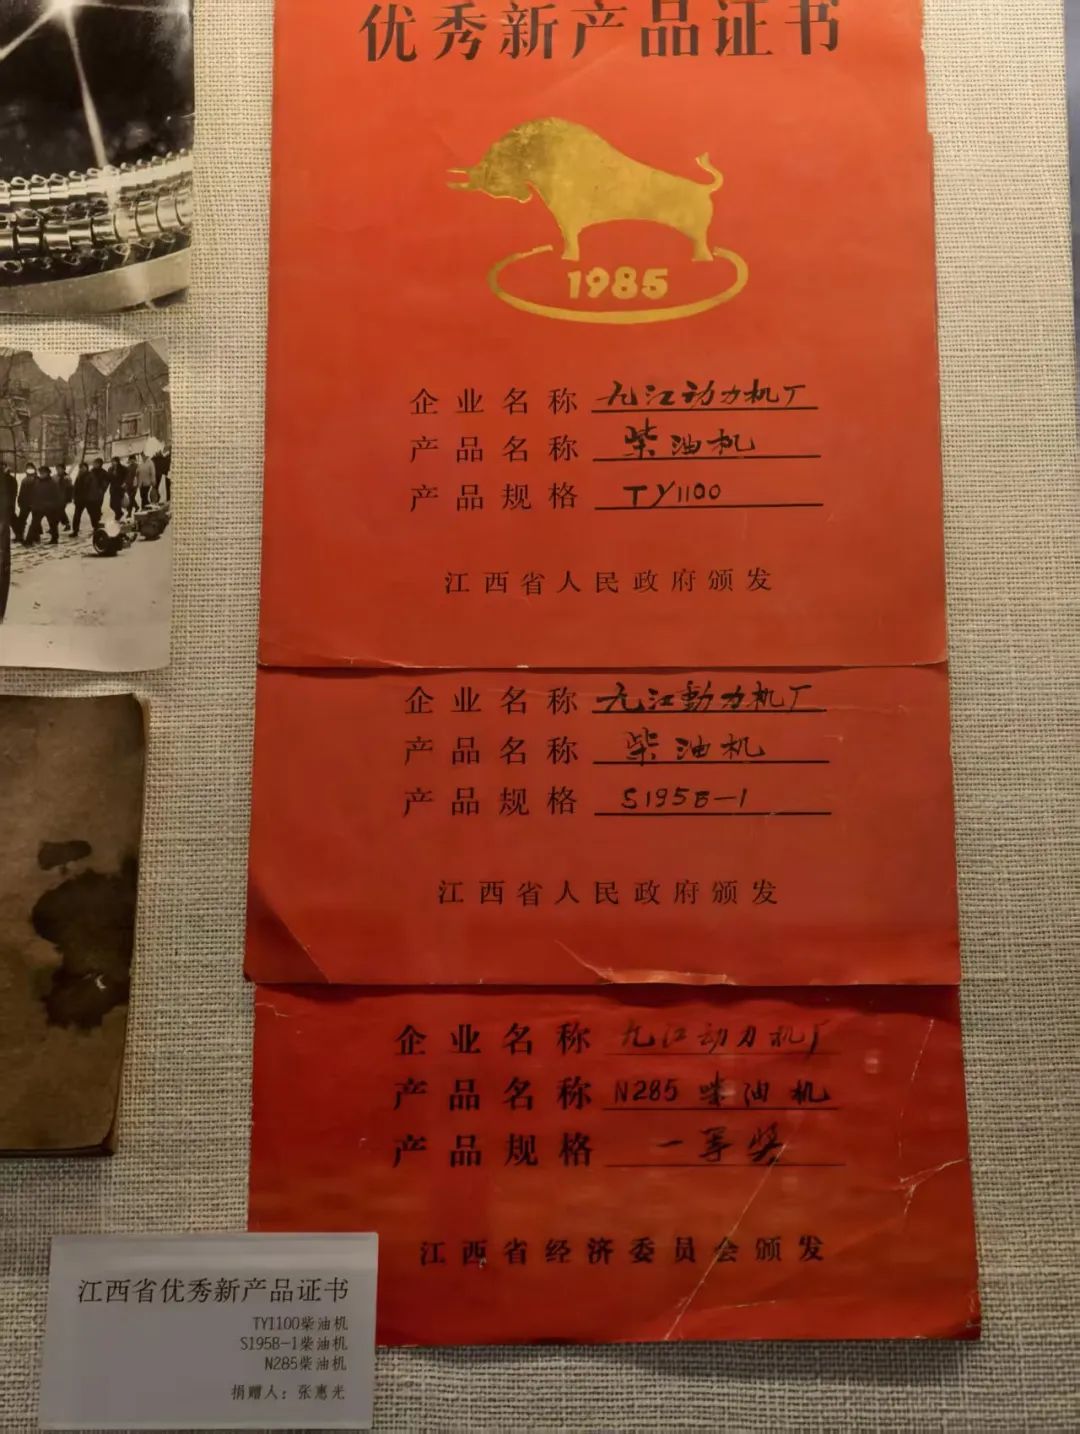 优秀新产品证书
1985
企业名称 九江动力机厂
产品名称 柴油机
产品规格 TY1100
江西省人民政府颁发
企业名称 九江動力机厂
产品名称 柴油机
产品规格 S195B-1
江西省人民政府颁发
企业名称 九江动力机厂
产品名称 N285 柴油机
产品规格 一等奖
江西省经济委员会颁发
江西省优秀新产品证书
TY1100柴油机
S195B-1柴油机
N285柴油机
捐赠人：张惠光